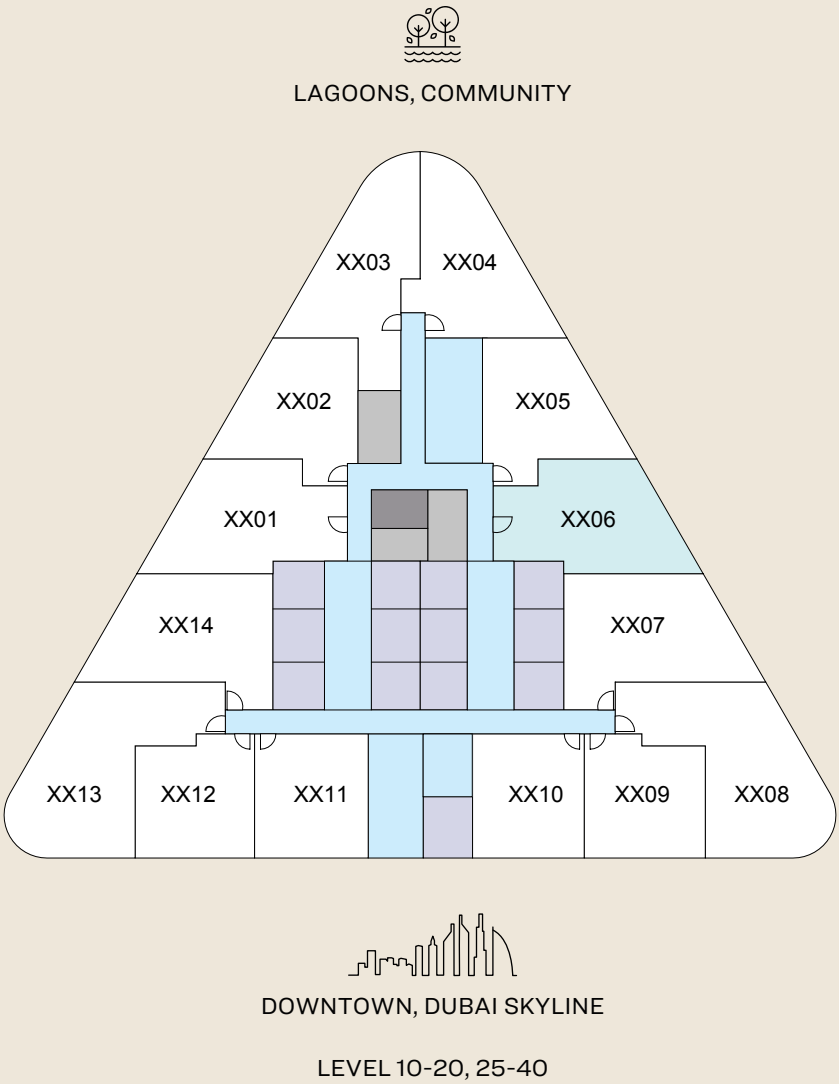 LAGOONS, COMMUNITY
XX03 XX04
XX02 XX05
XX01 XX06
XX14 XX07
XX13 XX12 XX11 XX10 XX09 XX08
DOWNTOWN, DUBAI SKYLINE
LEVEL 10-20, 25-40